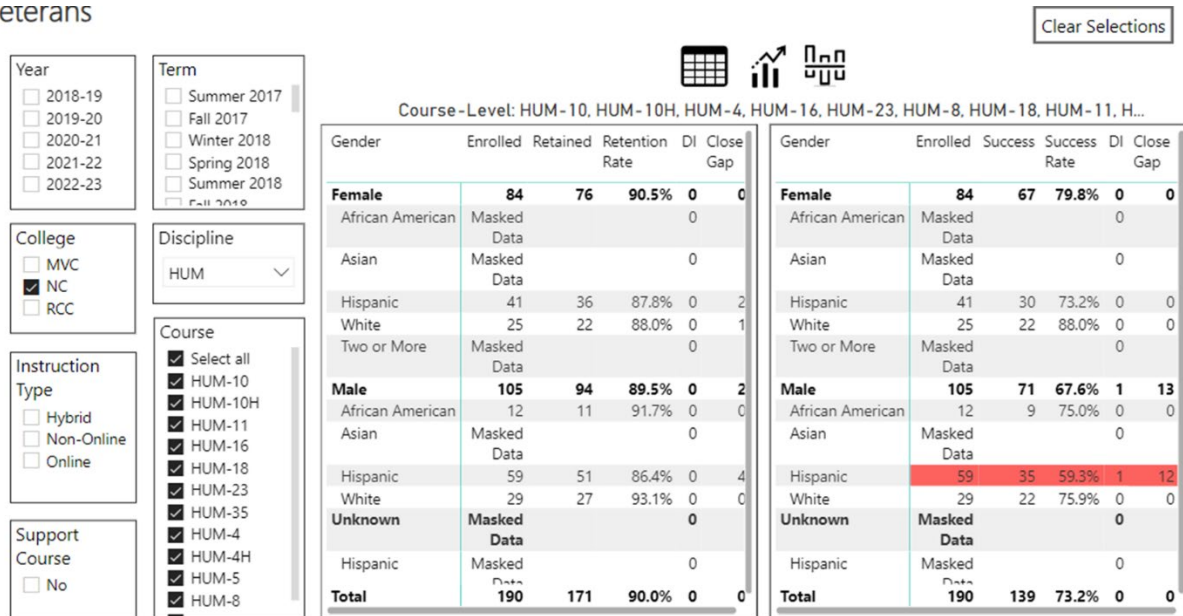 eterans
Clear Selections
Year
2018-19
2019-20
2020-21
2021-22
2022-23
Term
Summer 2017
Fall 2017
Winter 2018
Spring 2018
Summer 2018
Fall 2018
College
MVC
NC
RCC
Discipline
HUM
Instruction
Type
Hybrid
Non-Online
Online
Support
Course
No
Course
Select all
HUM-10
HUM-10H
HUM-11
HUM-16
HUM-18
HUM-23
HUM-35
HUM-4
HUM-4H
HUM-5
HUM-8
Course-Level: HUM-10, HUM-10H, HUM-4, HUM-16, HUM-23, HUM-8, HUM-18, HUM-11, H...
Gender Enrolled Retained Retention DI Close
Rate Gap
Female 84 76 90.5% 0 0
African American Masked 0
Data
Asian Masked 0
Data
Hispanic 41 36 87.8% 0 2
White 25 22 88.0% 0 1
Two or More Masked 0
Data
Male 105 94 89.5% 0 2
African American 12 11 91.7% 0 0
Asian Masked 0
Data
Hispanic 59 51 86.4% 0 4
White 29 27 93.1% 0 0
Unknown Masked 0
Data
Hispanic Masked 0
Data
Total 190 171 90.0% 0 0
Gender Enrolled Success Success DI Close
Rate Gap
Female 84 67 79.8% 0 0
African American Masked 0
Data
Asian Masked 0
Data
Hispanic 41 30 73.2% 0 0
White 25 22 88.0% 0 0
Two or More Masked 0
Data
Male 105 71 67.6% 1 13
African American 12 9 75.0% 0 0
Asian Masked 0
Data
Hispanic 59 35 59.3% 1 12
White 29 22 75.9% 0 0
Unknown Masked 0
Data
Hispanic Masked 0
Data
Total 190 139 73.2% 0 0